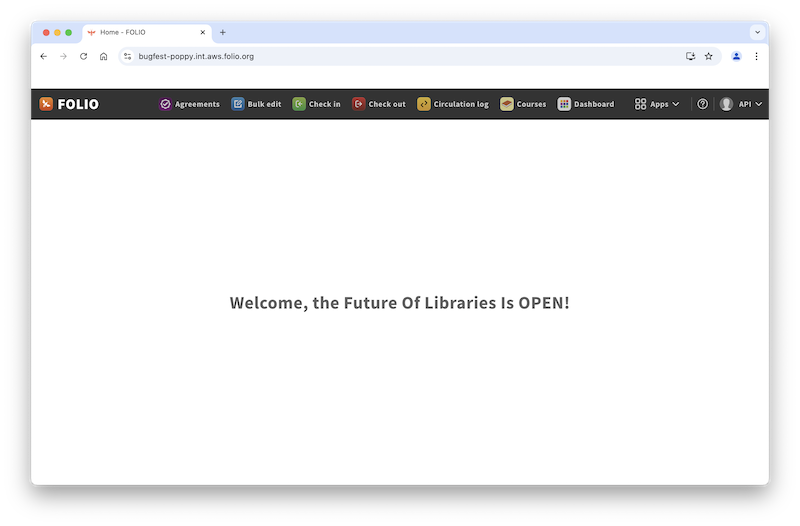 Home - FOLIO
bugfest-poppy.int.aws.folio.org
FOLIO Agreements Bulk edit Check in Check out Circulation log Courses Dashboard Apps API
Welcome, the Future Of Libraries Is OPEN!